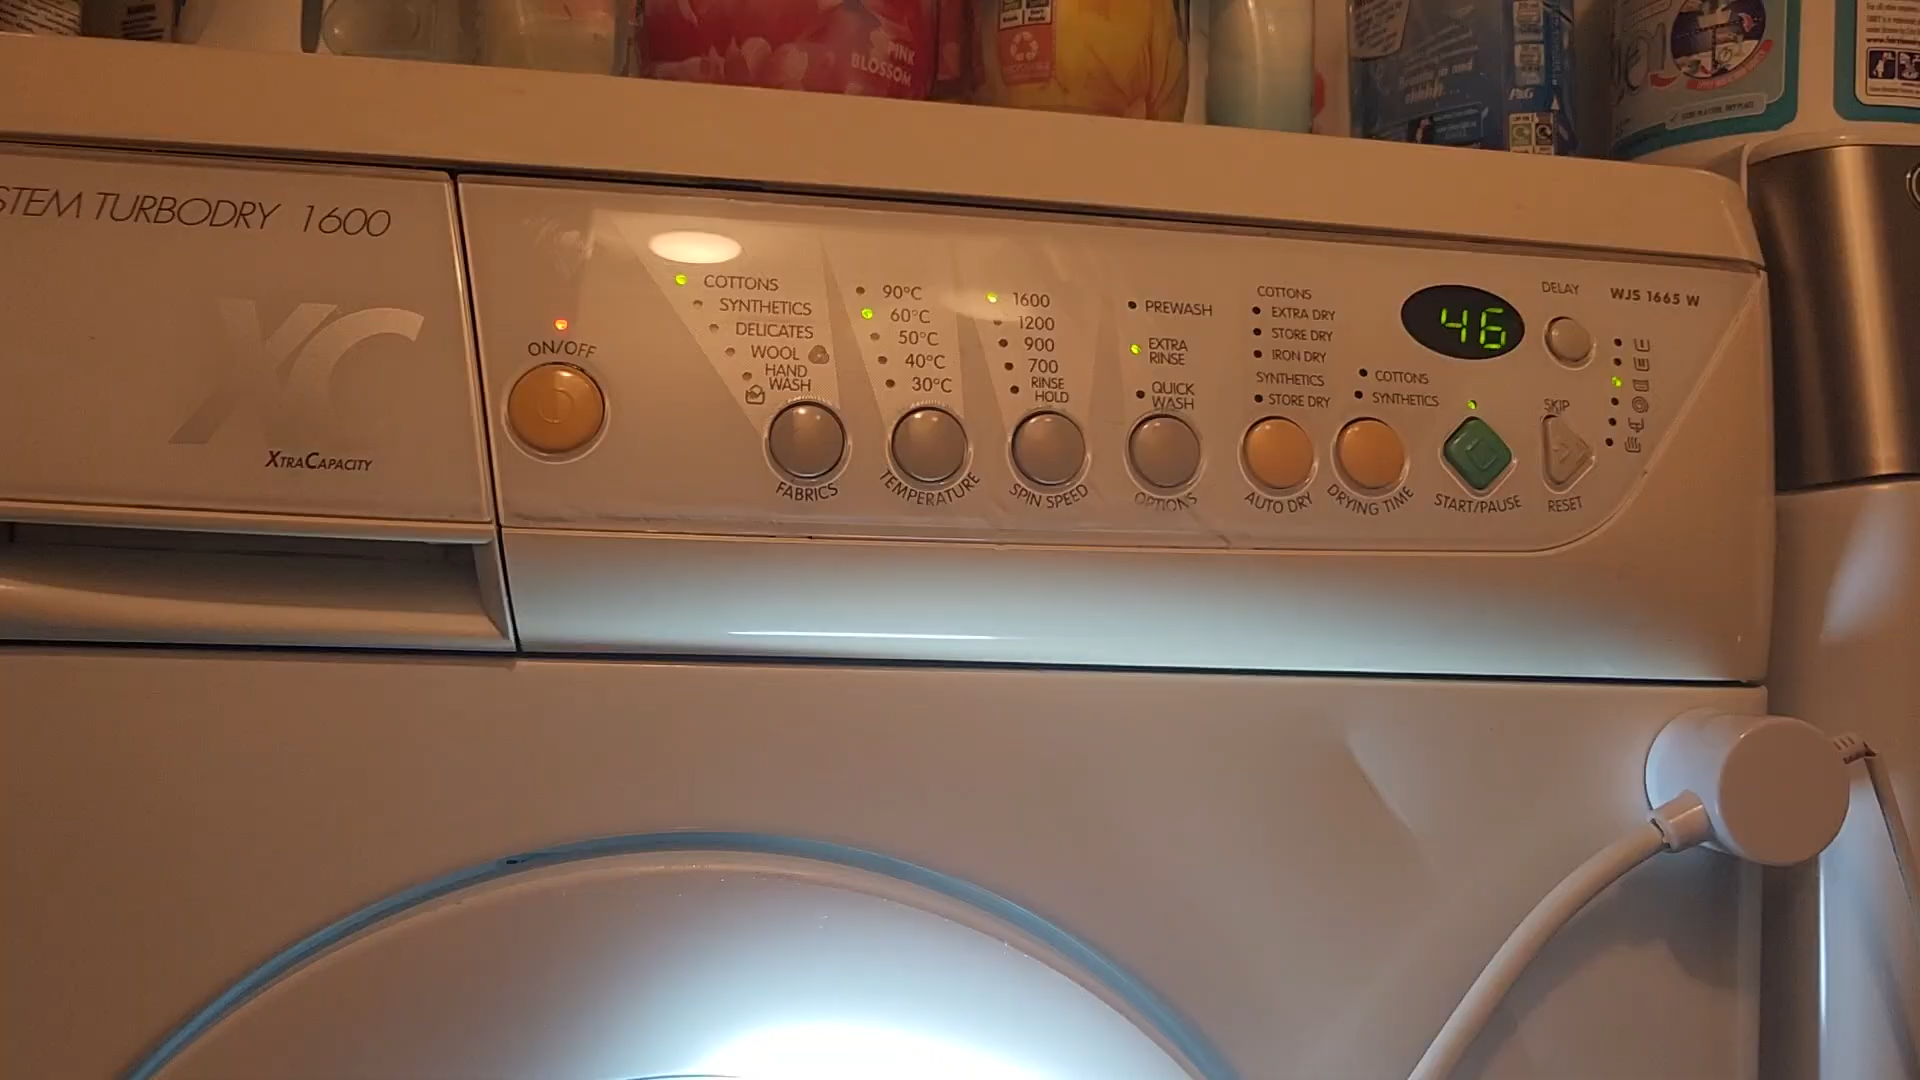 PINK
BLOSSOM
P&G
STEM TURBODRY 1600
XC
XTRACAPACITY
ON/OFF
COTTONS
SYNTHETICS
DELICATES
WOOL
HAND
WASH
FABRICS
90°C
60°C
50°C
40°C
30°C
TEMPERATURE
1600
1200
900
700
RINSE
HOLD
SPIN SPEED
PREWASH
EXTRA
RINSE
QUICK
WASH
OPTIONS
COTTONS
EXTRA DRY
STORE DRY
IRON DRY
SYNTHETICS
STORE DRY
AUTO DRY
COTTONS
SYNTHETICS
DRYING TIME
46
START/PAUSE
DELAY
SKIP
RESET
WJS 1665 W